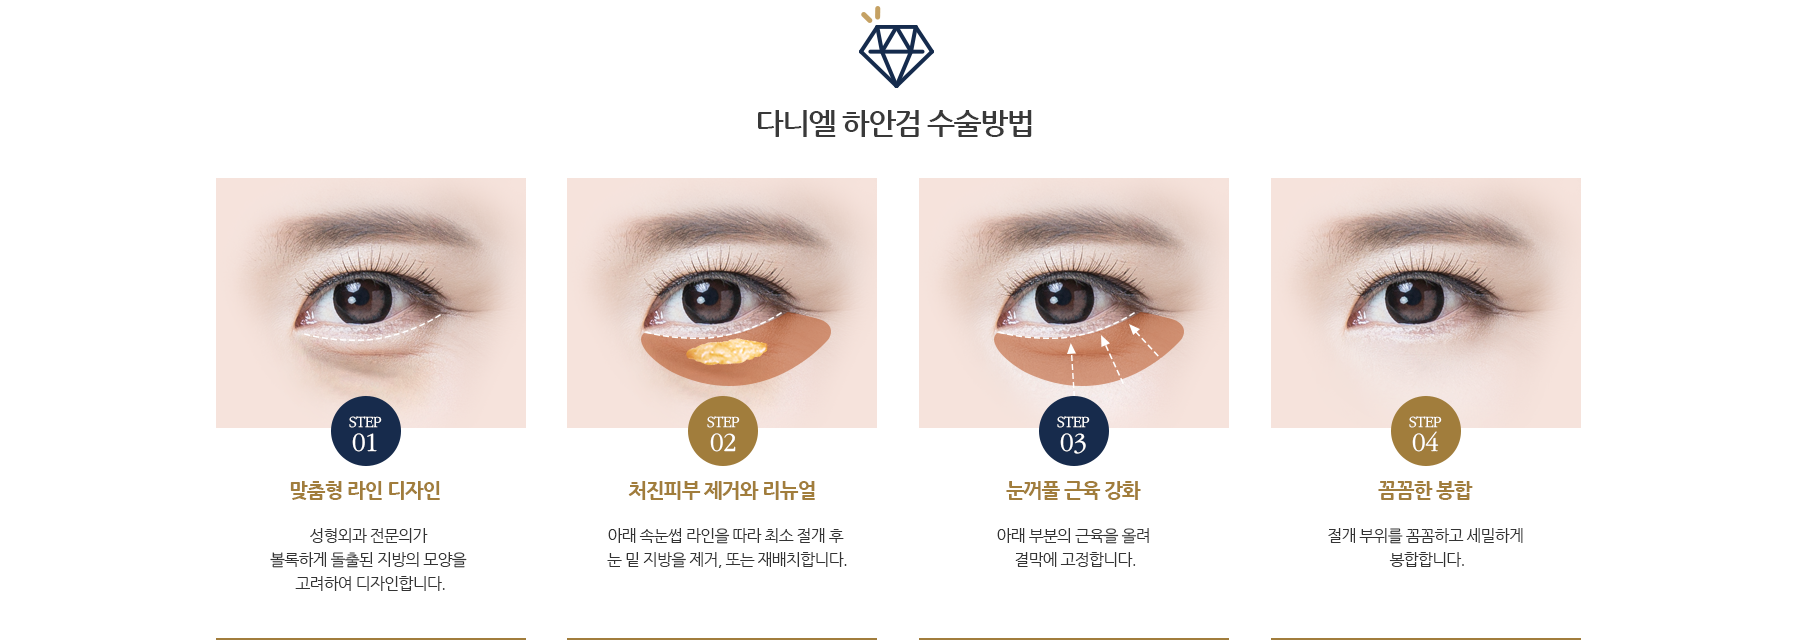 다니엘 하안검 수술방법
STEP
01
맞춤형 라인 디자인
성형외과 전문의가
볼록하게 돌출된 지방의 모양을
고려하여 디자인합니다.
STEP
02
처진피부 제거와 리뉴얼
아래 속눈썹 라인을 따라 최소 절개 후
눈 밑 지방을 제거, 또는 재배치합니다.
STEP
03
눈꺼풀 근육 강화
아래 부분의 근육을 올려
결막에 고정합니다.
STEP
04
꼼꼼한 봉합
절개 부위를 꼼꼼하고 세밀하게
봉합합니다.